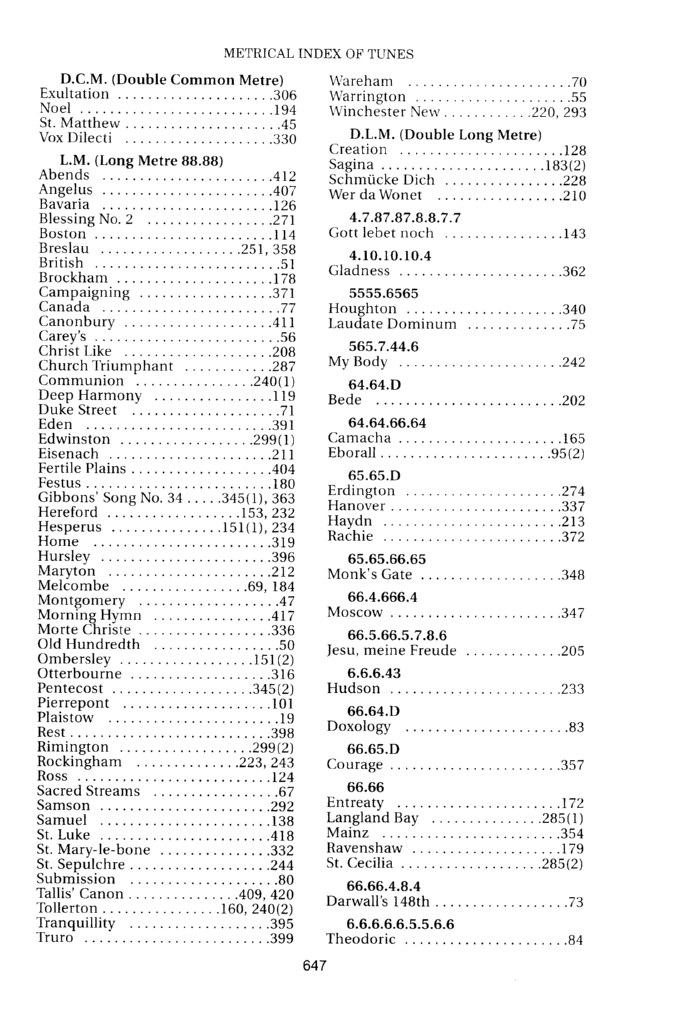 METRICAL INDEX OF TUNES
D.C.M. (Double Common Metre)
Exultation .....................306
Noel ..........................194
St. Matthew .....................45
Vox Dilecti ....................330
L.M. (Long Metre 88.88)
Abends .......................412
Angelus .......................407
Bavaria .......................126
Blessing No. 2 .................271
Boston ........................114
Breslau ...................251, 358
British .........................51
Brockham .....................178
Campaigning ..................371
Canada ........................77
Canonbury ....................411
Carey's .........................56
Christ Like ....................208
Church Triumphant ............287
Communion ................240(1)
Deep Harmony ................119
Duke Street ....................71
Eden .........................391
Edwinston ..................299(1)
Eisenach ......................211
Fertile Plains ...................404
Festus .........................180
Gibbons' Song No. 34 .....345(1), 363
Hereford ..................153, 232
Hesperus ...............151(1), 234
Home ........................319
Hursley .......................396
Maryton ......................212
Melcombe .................69, 184
Montgomery ...................47
Morning Hymn ................417
Morte Christe ..................336
Old Hundredth .................50
Ombersley ..................151(2)
Otterbourne ...................316
Pentecost ...................345(2)
Pierrepont ....................101
Plaistow .......................19
Rest ...........................398
Rimington ..................299(2)
Rockingham ..............223, 243
Ross ..........................124
Sacred Streams .................67
Samson .......................292
Samuel .......................138
St. Luke .......................418
St. Mary-le-bone ...............332
St. Sepulchre ...................244
Submission ....................80
Tallis' Canon ...............409, 420
Tollerton ................160, 240(2)
Tranquillity ...................395
Truro .........................399
Wareham ......................70
Warrington .....................55
Winchester New ............220, 293
D.L.M. (Double Long Metre)
Creation ......................128
Sagina ......................183(2)
Schmücke Dich ................228
Wer da Wonet .................210
4.7.87.87.8.8.7.7
Gott lebet noch ................143
4.10.10.10.4
Gladness ......................362
5555.6565
Houghton .....................340
Laudate Dominum ..............75
565.7.44.6
My Body ......................242
64.64.D
Bede .........................202
64.64.66.64
Camacha ......................165
Eborall .......................95(2)
65.65.D
Erdington .....................274
Hanover .......................337
Haydn ........................213
Rachie ........................372
65.65.66.65
Monk's Gate ...................348
66.4.666.4
Moscow .......................347
66.5.66.5.7.8.6
Jesu, meine Freude .............205
6.6.6.43
Hudson .......................233
66.64.D
Doxology ......................83
66.65.D
Courage .......................357
66.66
Entreaty ......................172
Langland Bay ...............285(1)
Mainz ........................354
Ravenshaw ....................179
St. Cecilia ...................285(2)
66.66.4.8.4
Darwall's 148th ..................73
6.6.6.6.6.5.5.6.6
Theodoric ......................84
647